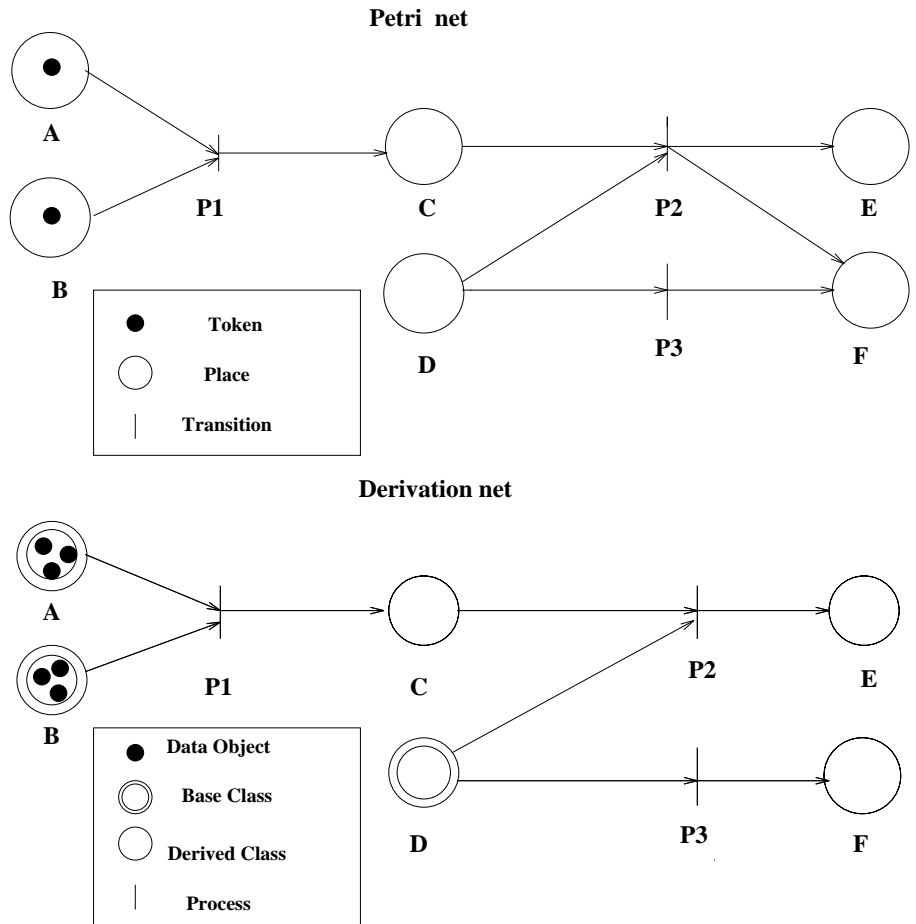 Petri net
A
P1
C
P2
E
B
D
P3
F
Token
Place
Transition
Derivation net
A
P1
C
P2
E
B
D
P3
F
Data Object
Base Class
Derived Class
Process